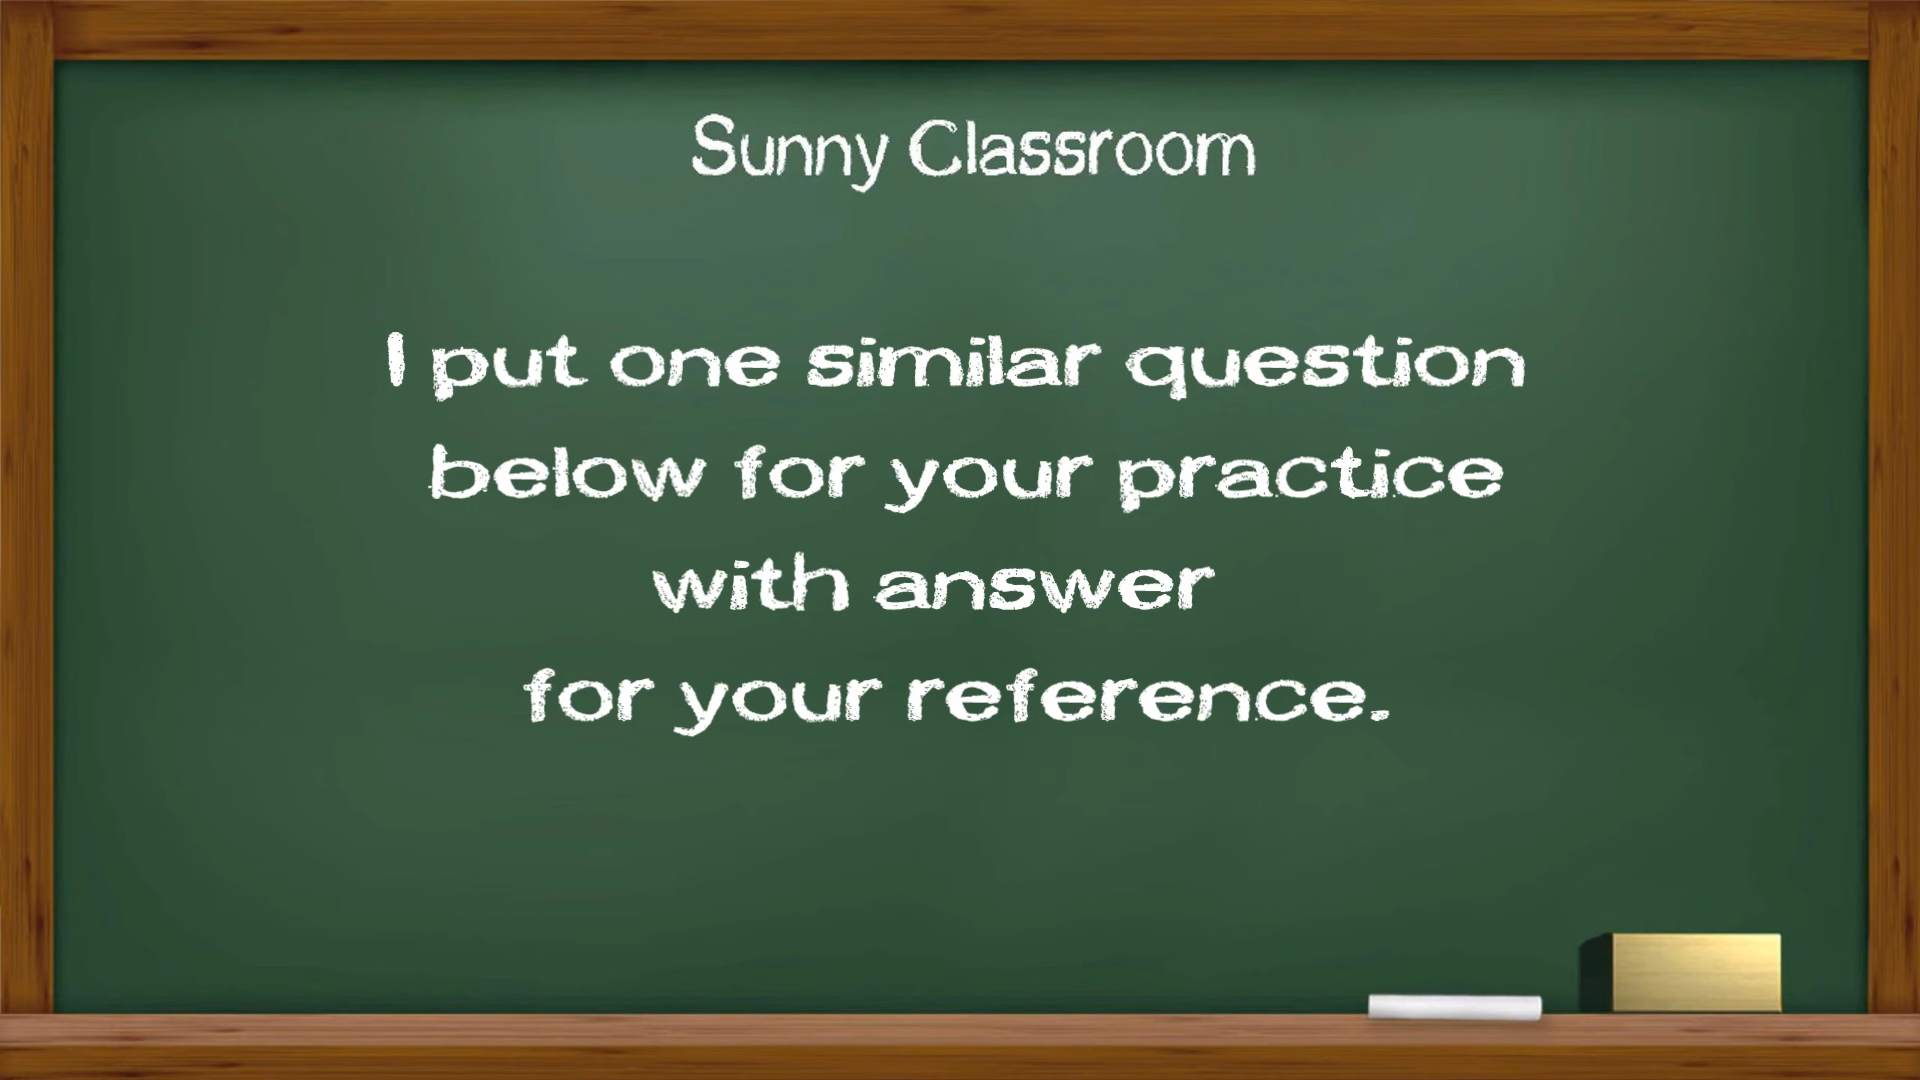 Sunny Classroom
I put one similar question
below for your practice
with answer
for your reference.